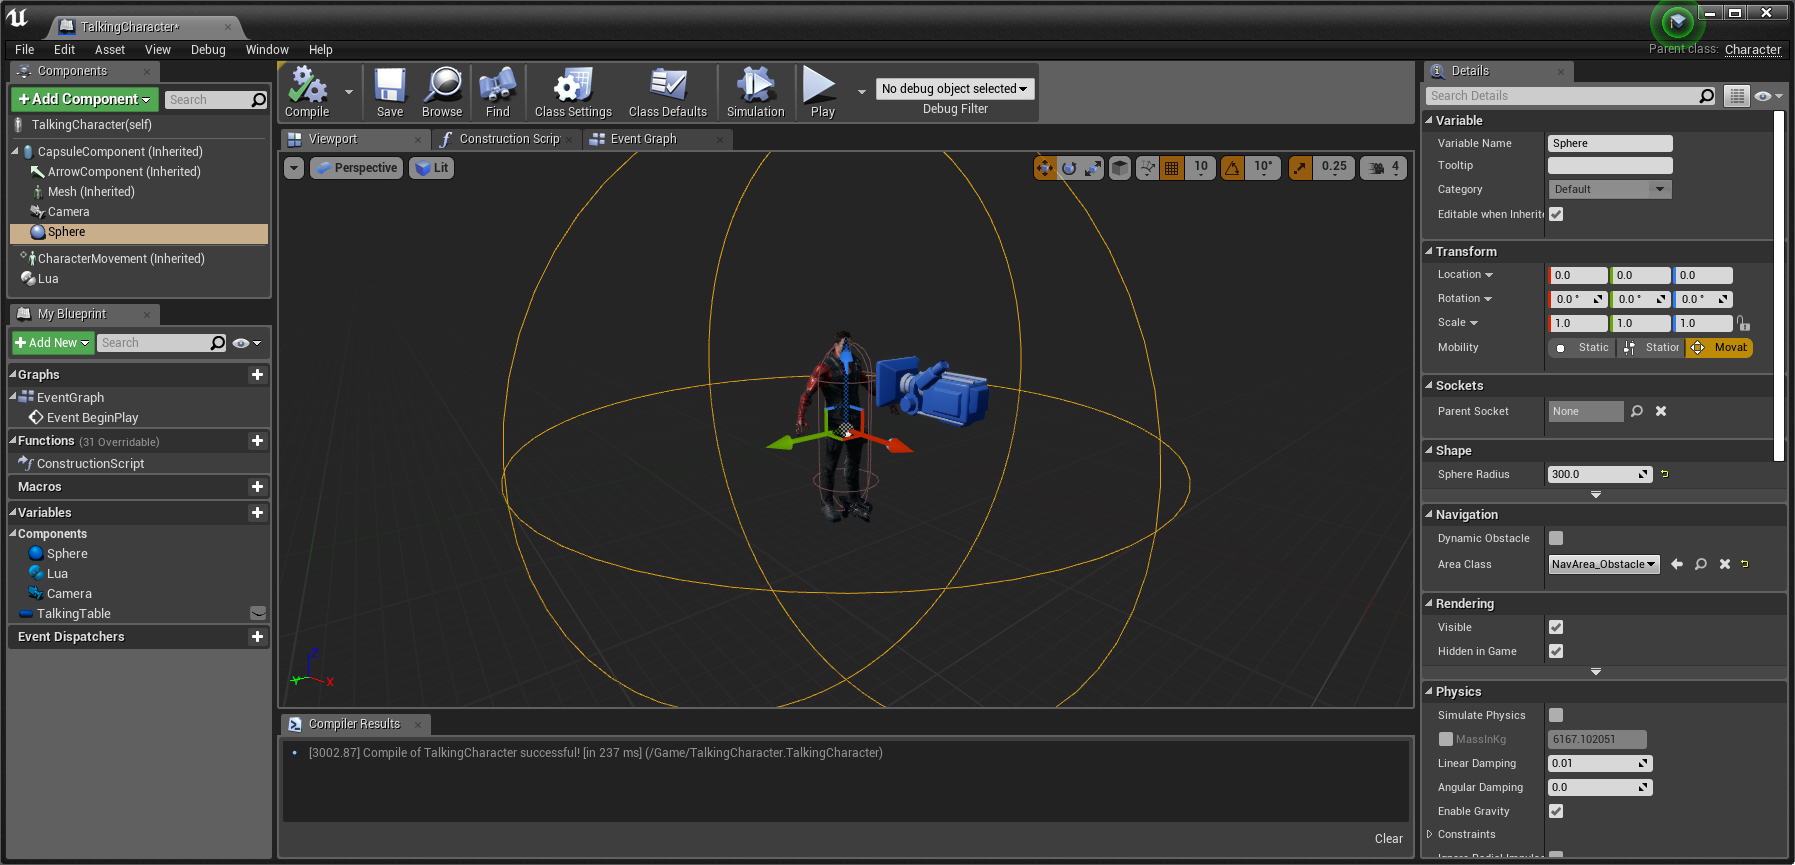 TalkingCharacter*
File Edit Asset View Debug Window Help
Parent class: Character
Components
+Add Component
Search
TalkingCharacter(self)
CapsuleComponent (Inherited)
ArrowComponent (Inherited)
Mesh (Inherited)
Camera
Sphere
CharacterMovement (Inherited)
Lua
My Blueprint
+Add New
Search
Graphs
EventGraph
Event BeginPlay
Functions (31 Overridable)
ConstructionScript
Macros
Variables
Components
Sphere
Lua
Camera
TalkingTable
Event Dispatchers
Compile
Save
Browse
Find
Class Settings
Class Defaults
Simulation
Play
No debug object selected
Debug Filter
Viewport
Construction Scrip
Event Graph
Perspective
Lit
10
10°
0.25
4
Z
Y
X
Compiler Results
[3002.87] Compile of TalkingCharacter successful! [in 237 ms] (/Game/TalkingCharacter.TalkingCharacter)
Clear
Details
Search Details
Variable
Variable Name Sphere
Tooltip
Category Default
Editable when Inherite
Transform
Location 0.0 0.0 0.0
Rotation 0.0 ° 0.0 ° 0.0 °
Scale 1.0 1.0 1.0
Mobility Static Station Movab
Sockets
Parent Socket None
Shape
Sphere Radius 300.0
Navigation
Dynamic Obstacle
Area Class NavArea_Obstacle
Rendering
Visible
Hidden in Game
Physics
Simulate Physics
MassInKg 6167.102051
Linear Damping 0.01
Angular Damping 0.0
Enable Gravity
Constraints
Ignore Radial Impulse